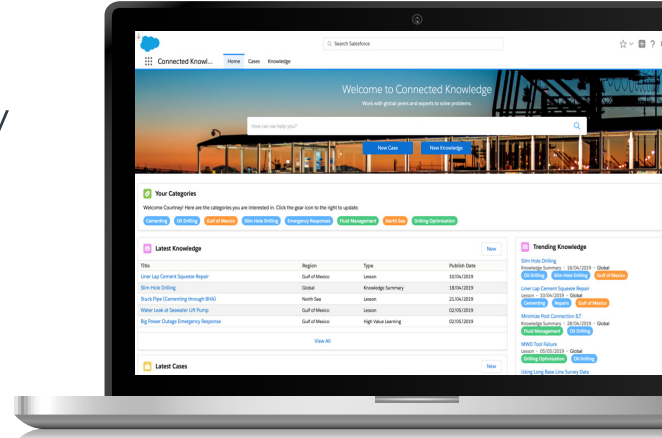 Search Salesforce
Connected Knowl...
Home
Cases
Knowledge
Welcome to Connected Knowledge
Work with global peers and experts to solve problems.
How can we help you?
New Case
New Knowledge
Your Categories
Welcome Courtney! Here are the categories you are interested in. Click the gear icon to the right to update.
Cementing Oil Drilling Gulf of Mexico Slim Hole Drilling Emergency Responses Fluid Management North Sea Drilling Optimization
Latest Knowledge
New
Title Region Type Publish Date
Liner Lap Cement Squeeze Repair Gulf of Mexico Lesson 10/04/2019
Slim Hole Drilling Global Knowledge Summary 18/04/2019
Stuck Pipe (Cementing through BHA) North Sea Lesson 21/04/2019
Water Leak at Seawater Lift Pump Gulf of Mexico Lesson 02/05/2019
Rig Power Outage Emergency Response Gulf of Mexico High Value Learning 02/05/2019
View All
Latest Cases
New
Trending Knowledge
Slim Hole Drilling
Knowledge Summary - 18/04/2019 - Global
Oil Drilling Slim Hole Drilling Gulf of Mexico
Liner Lap Cement Squeeze Repair
Lesson - 10/04/2019 - Global
Cementing Repairs Gulf of Mexico
Minimize Post Connection ILT
Knowledge Summary - 28/04/2019 - Global
Fluid Management Oil Drilling
MWD Tool Failure
Lesson - 05/05/2019 - Global
Drilling Optimization Oil Drilling
Using Long Base Line Survey Data